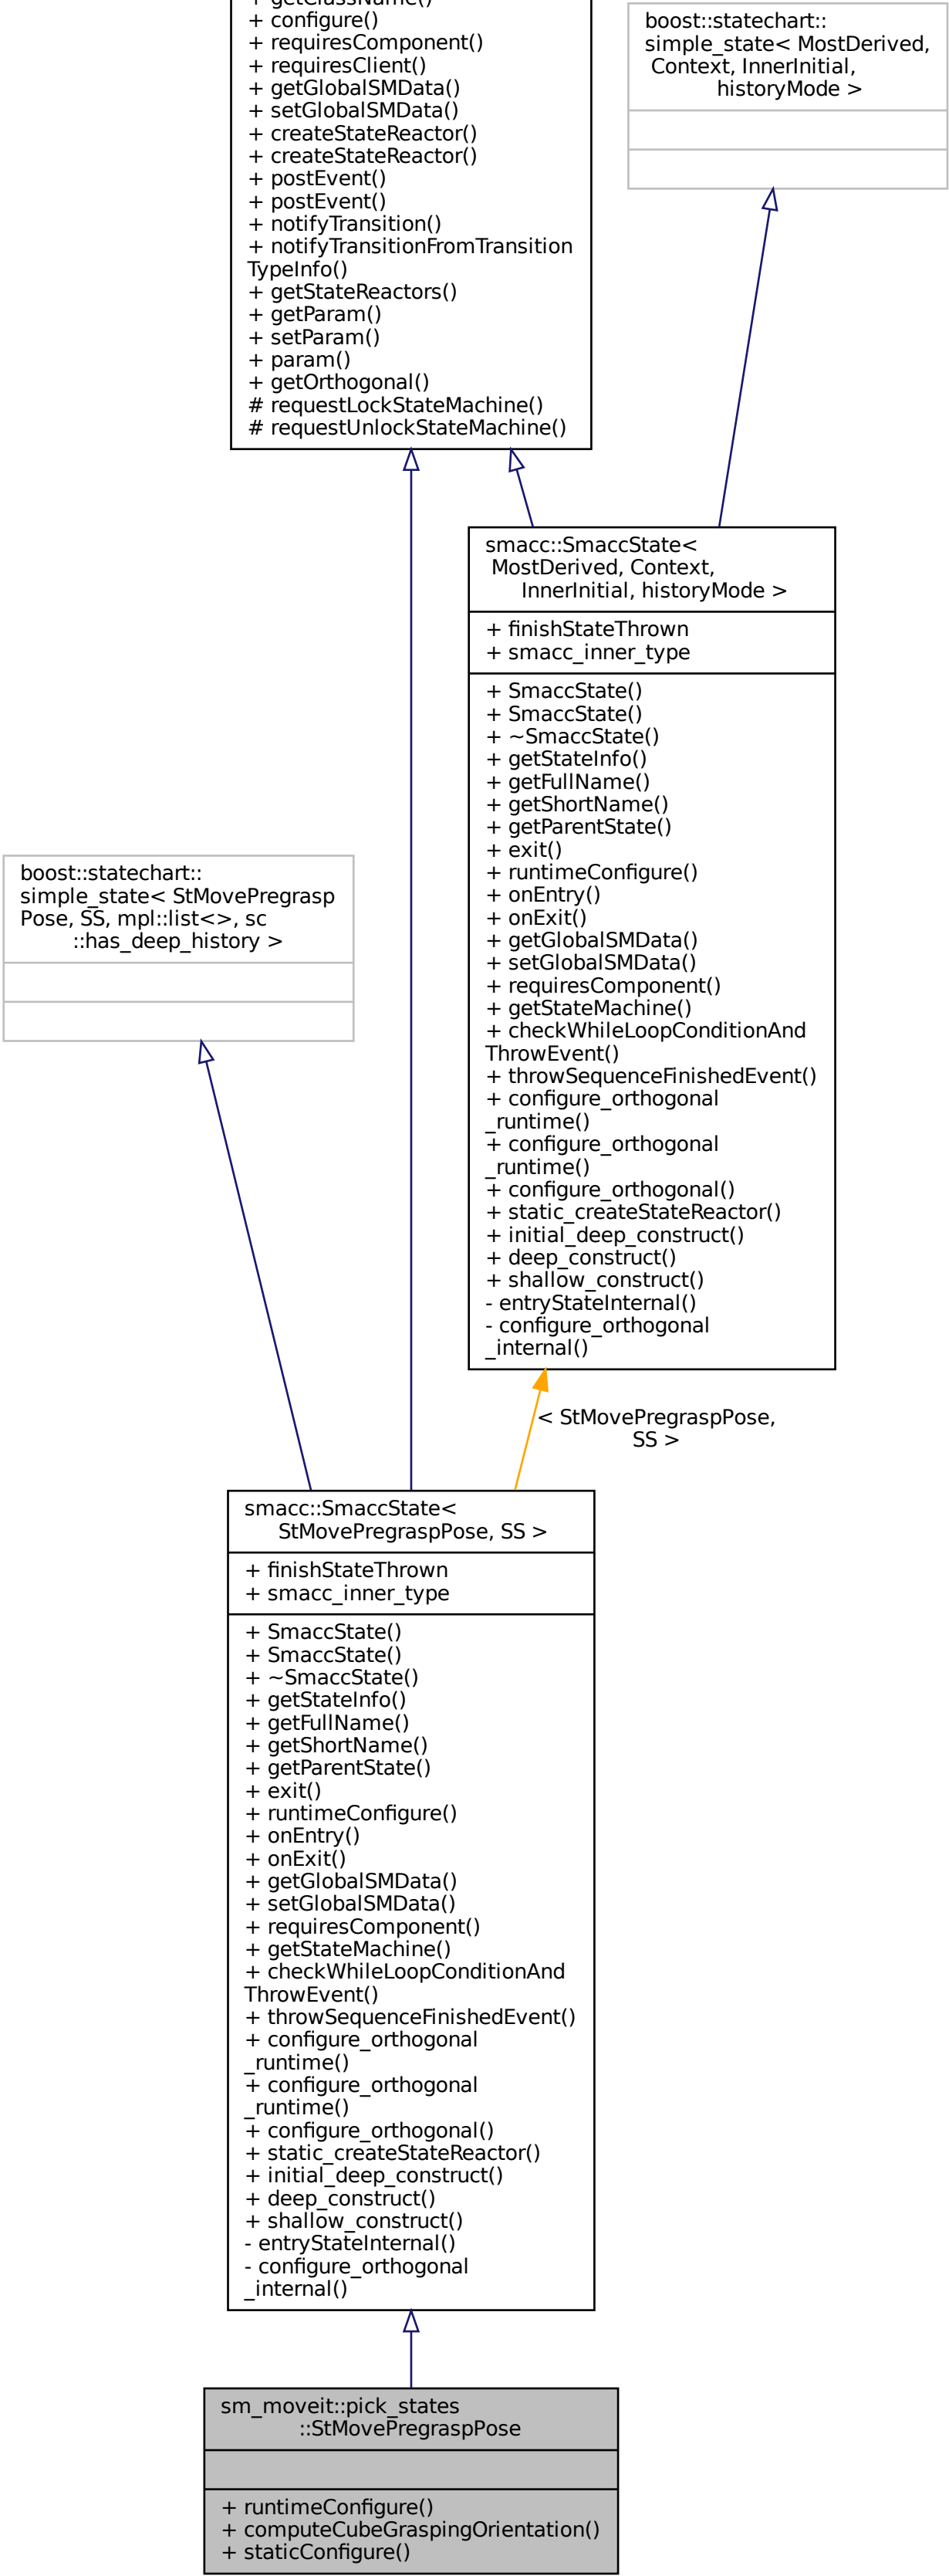 + getClassName()
+ configure()
+ requiresComponent()
+ requiresClient()
+ getGlobalSMData()
+ setGlobalSMData()
+ createStateReactor()
+ createStateReactor()
+ postEvent()
+ postEvent()
+ notifyTransition()
+ notifyTransitionFromTransition
TypeInfo()
+ getStateReactors()
+ getParam()
+ setParam()
+ param()
+ getOrthogonal()
# requestLockStateMachine()
# requestUnlockStateMachine()
boost::statechart::
simple_state< MostDerived,
Context, InnerInitial,
historyMode >
smacc::SmaccState<
MostDerived, Context,
InnerInitial, historyMode >
+ finishStateThrown
+ smacc_inner_type
+ SmaccState()
+ SmaccState()
+ ~SmaccState()
+ getStateInfo()
+ getFullName()
+ getShortName()
+ getParentState()
+ exit()
+ runtimeConfigure()
+ onEntry()
+ onExit()
+ getGlobalSMData()
+ setGlobalSMData()
+ requiresComponent()
+ getStateMachine()
+ checkWhileLoopConditionAnd
ThrowEvent()
+ throwSequenceFinishedEvent()
+ configure_orthogonal
_runtime()
+ configure_orthogonal
_runtime()
+ configure_orthogonal()
+ static_createStateReactor()
+ initial_deep_construct()
+ deep_construct()
+ shallow_construct()
- entryStateInternal()
- configure_orthogonal
_internal()
boost::statechart::
simple_state< StMovePregrasp
Pose, SS, mpl::list<>, sc
::has_deep_history >
< StMovePregraspPose,
SS >
smacc::SmaccState<
StMovePregraspPose, SS >
+ finishStateThrown
+ smacc_inner_type
+ SmaccState()
+ SmaccState()
+ ~SmaccState()
+ getStateInfo()
+ getFullName()
+ getShortName()
+ getParentState()
+ exit()
+ runtimeConfigure()
+ onEntry()
+ onExit()
+ getGlobalSMData()
+ setGlobalSMData()
+ requiresComponent()
+ getStateMachine()
+ checkWhileLoopConditionAnd
ThrowEvent()
+ throwSequenceFinishedEvent()
+ configure_orthogonal
_runtime()
+ configure_orthogonal
_runtime()
+ configure_orthogonal()
+ static_createStateReactor()
+ initial_deep_construct()
+ deep_construct()
+ shallow_construct()
- entryStateInternal()
- configure_orthogonal
_internal()
sm_moveit::pick_states
::StMovePregraspPose
+ runtimeConfigure()
+ computeCubeGraspingOrientation()
+ staticConfigure()